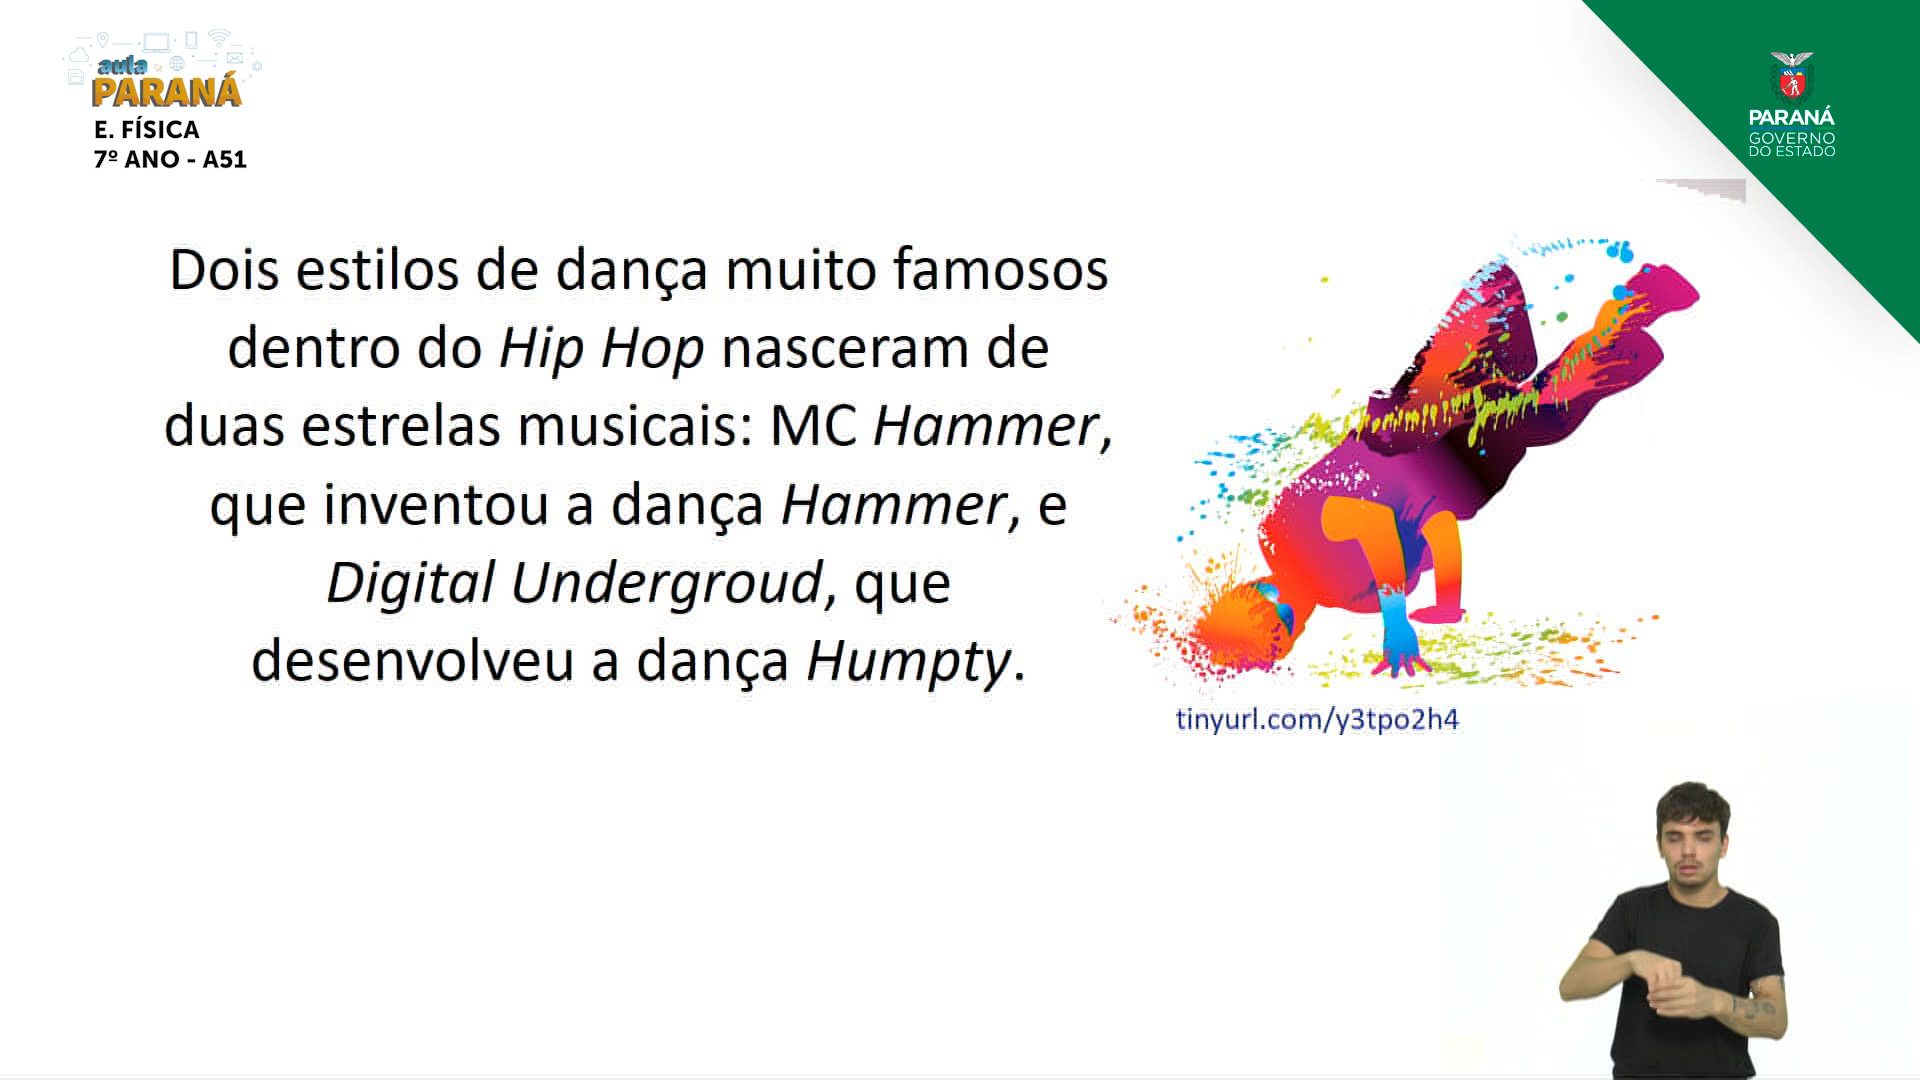 aula
PARANÁ
E. FÍSICA
7º ANO - A51
PARANÁ
GOVERNO
DO ESTADO
Dois estilos de dança muito famosos
dentro do Hip Hop nasceram de
duas estrelas musicais: MC Hammer,
que inventou a dança Hammer, e
Digital Undergroud, que
desenvolveu a dança Humpty.
tinyurl.com/y3tpo2h4